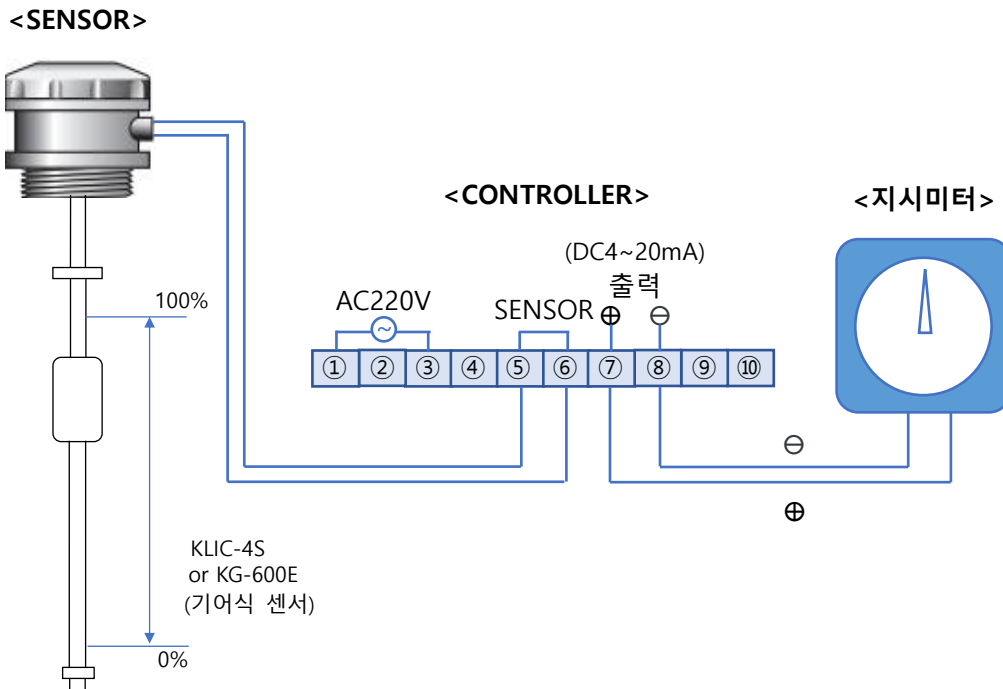 <SENSOR>
<CONTROLLER>
<지시미터>
(DC4~20mA)
출력
AC220V
SENSOR
⊕ ⊖
~
100%
① ② ③ ④ ⑤ ⑥ ⑦ ⑧ ⑨ ⑩
⊖
⊕
KLIC-4S
or KG-600E
(기어식 센서)
0%